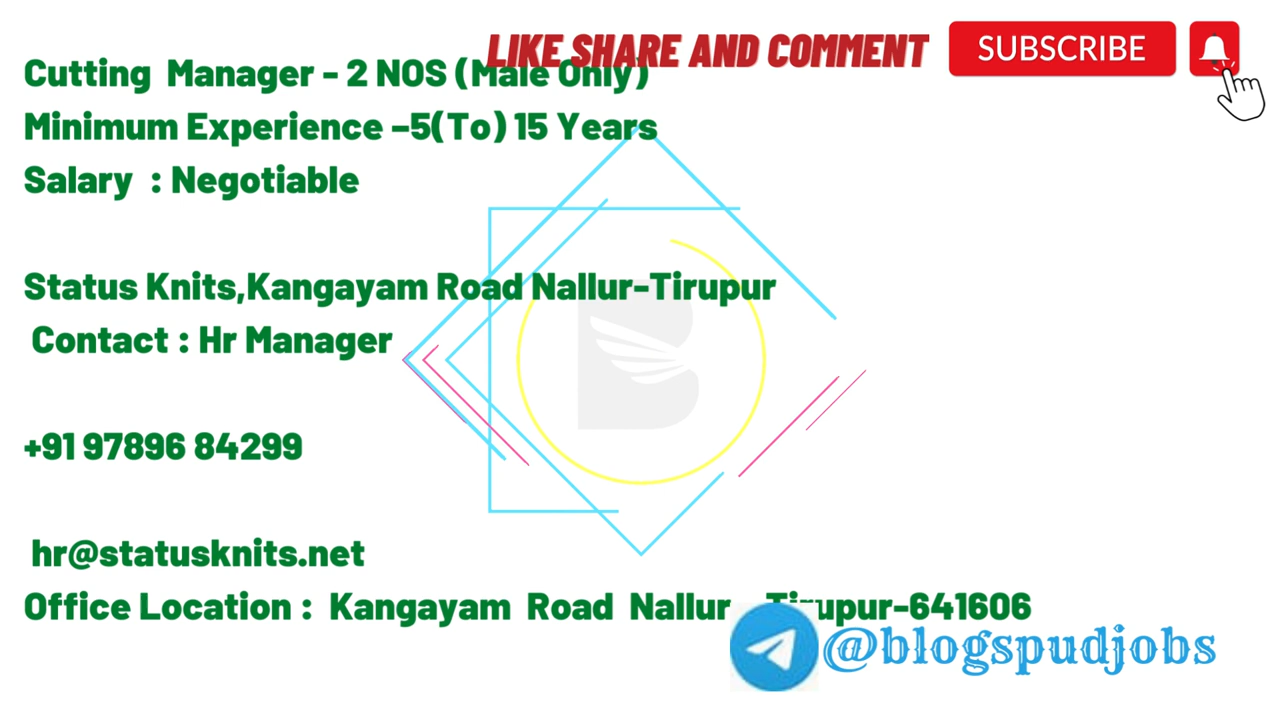 LIKE SHARE AND COMMENT
SUBSCRIBE
Cutting Manager - 2 NOS (Male Only)
Minimum Experience –5(To) 15 Years
Salary : Negotiable
Status Knits,Kangayam Road Nallur-Tirupur
Contact : Hr Manager
+91 97896 84299
hr@statusknits.net
Office Location : Kangayam Road Nallur Tirupur-641606
@blogspudjobs